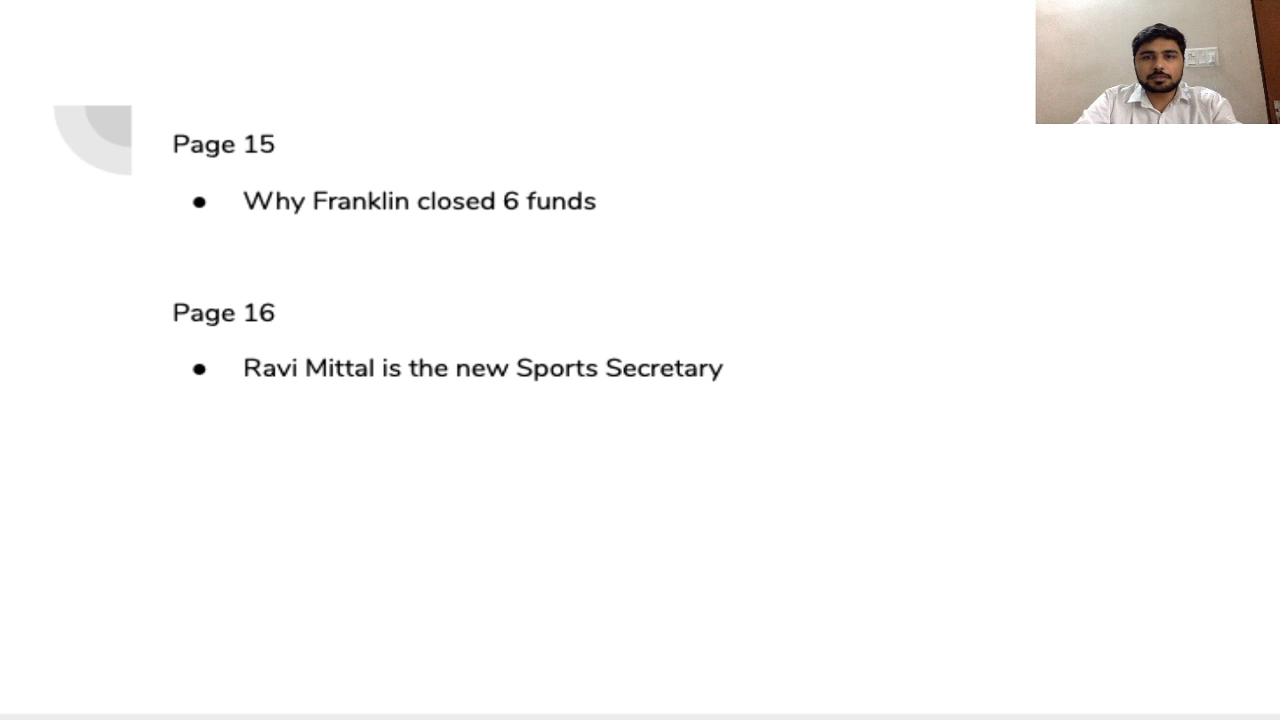 Page 15
● Why Franklin closed 6 funds
Page 16
● Ravi Mittal is the new Sports Secretary